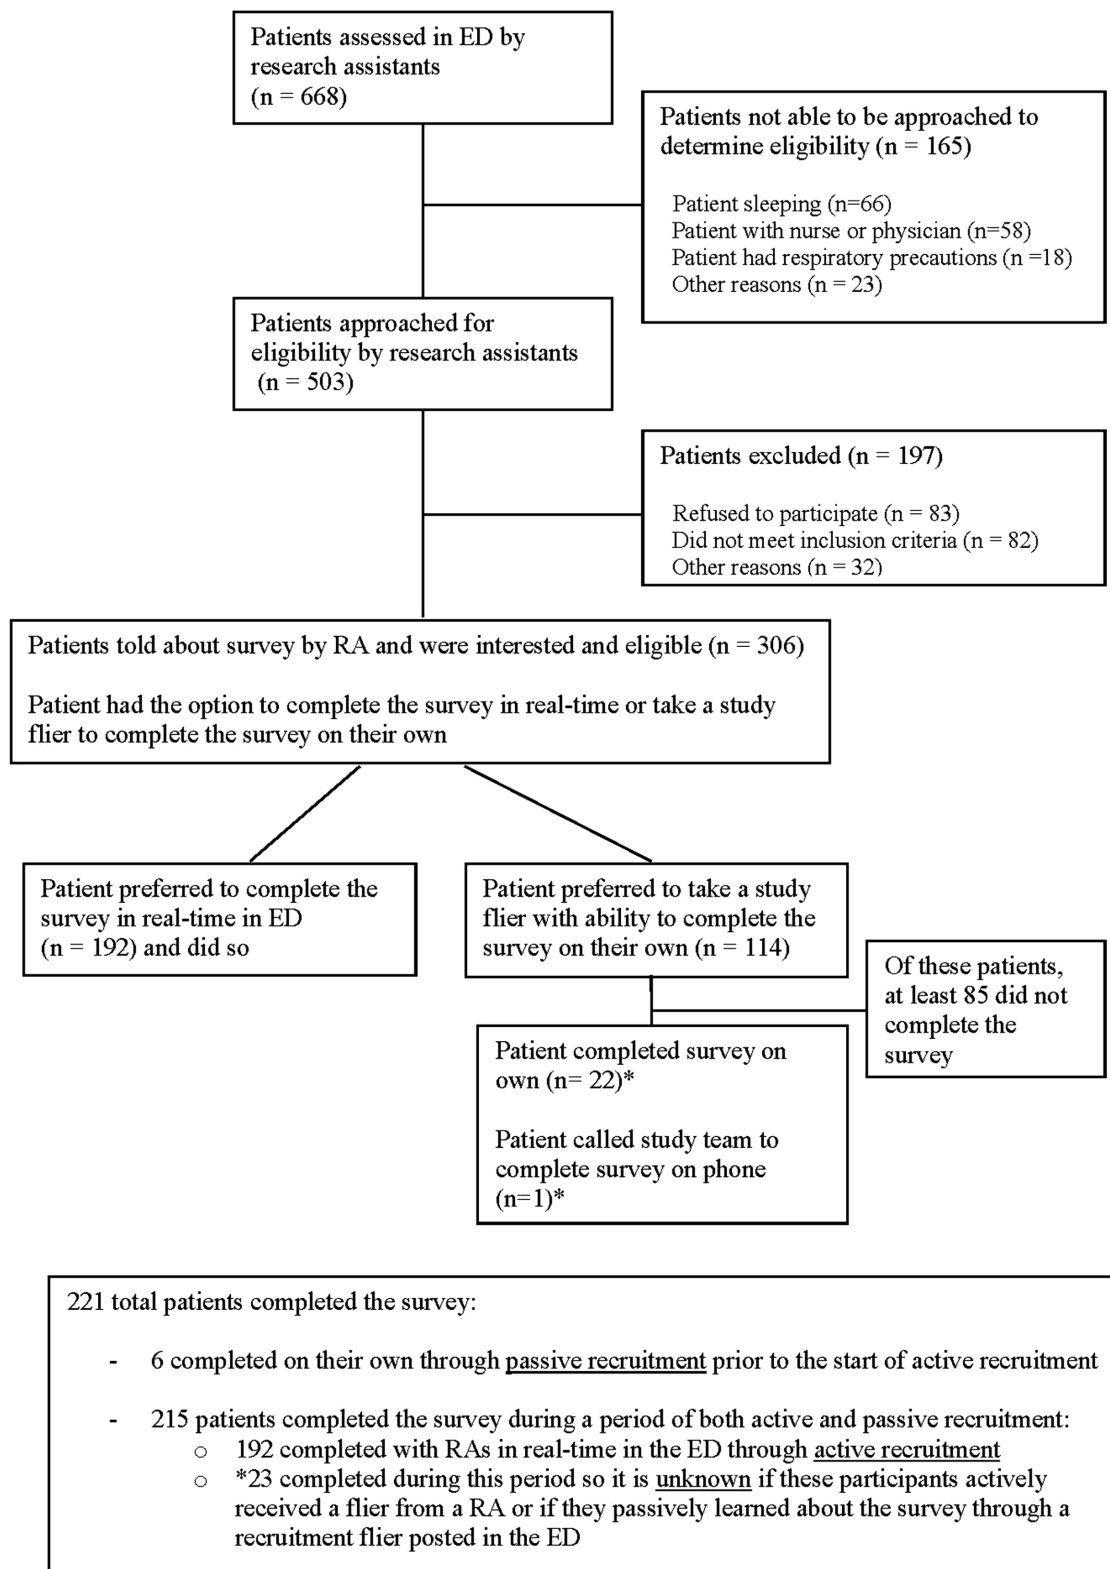 Patients assessed in ED by
research assistants
(n = 668)
Patients not able to be approached to
determine eligibility (n = 165)
Patient sleeping (n=66)
Patient with nurse or physician (n=58)
Patient had respiratory precautions (n =18)
Other reasons (n = 23)
Patients approached for
eligibility by research assistants
(n = 503)
Patients excluded (n = 197)
Refused to participate (n = 83)
Did not meet inclusion criteria (n = 82)
Other reasons (n = 32)
Patients told about survey by RA and were interested and eligible (n = 306)
Patient had the option to complete the survey in real-time or take a study
flier to complete the survey on their own
Patient preferred to complete the
survey in real-time in ED
(n = 192) and did so
Patient preferred to take a study
flier with ability to complete the
survey on their own (n = 114)
Of these patients,
at least 85 did not
complete the
survey
Patient completed survey on
own (n= 22)*
Patient called study team to
complete survey on phone
(n=1)*
221 total patients completed the survey:
- 6 completed on their own through passive recruitment prior to the start of active recruitment
- 215 patients completed the survey during a period of both active and passive recruitment:
o 192 completed with RAs in real-time in the ED through active recruitment
o *23 completed during this period so it is unknown if these participants actively
received a flier from a RA or if they passively learned about the survey through a
recruitment flier posted in the ED